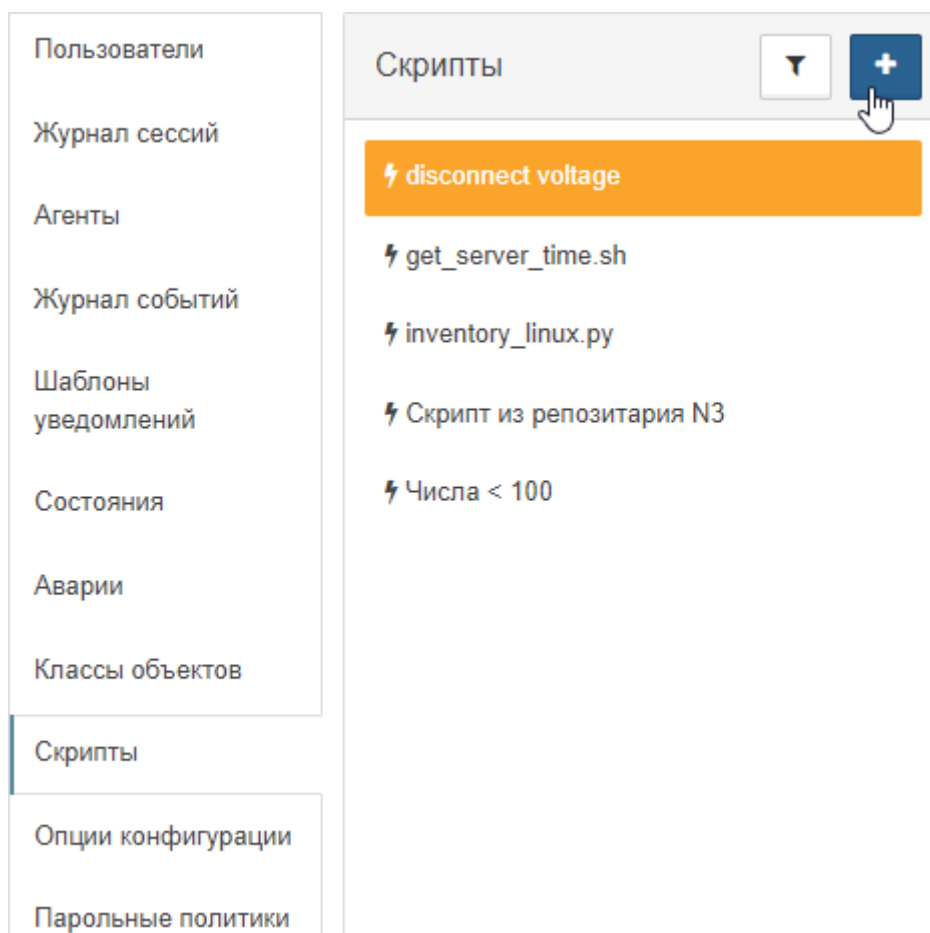 Пользователи
Журнал сессий
Агенты
Журнал событий
Шаблоны
уведомлений
Состояния
Аварии
Классы объектов
Скрипты
Опции конфигурации
Парольные политики
Скрипты
disconnect voltage
get_server_time.sh
inventory_linux.py
Скрипт из репозитария N3
Числа < 100